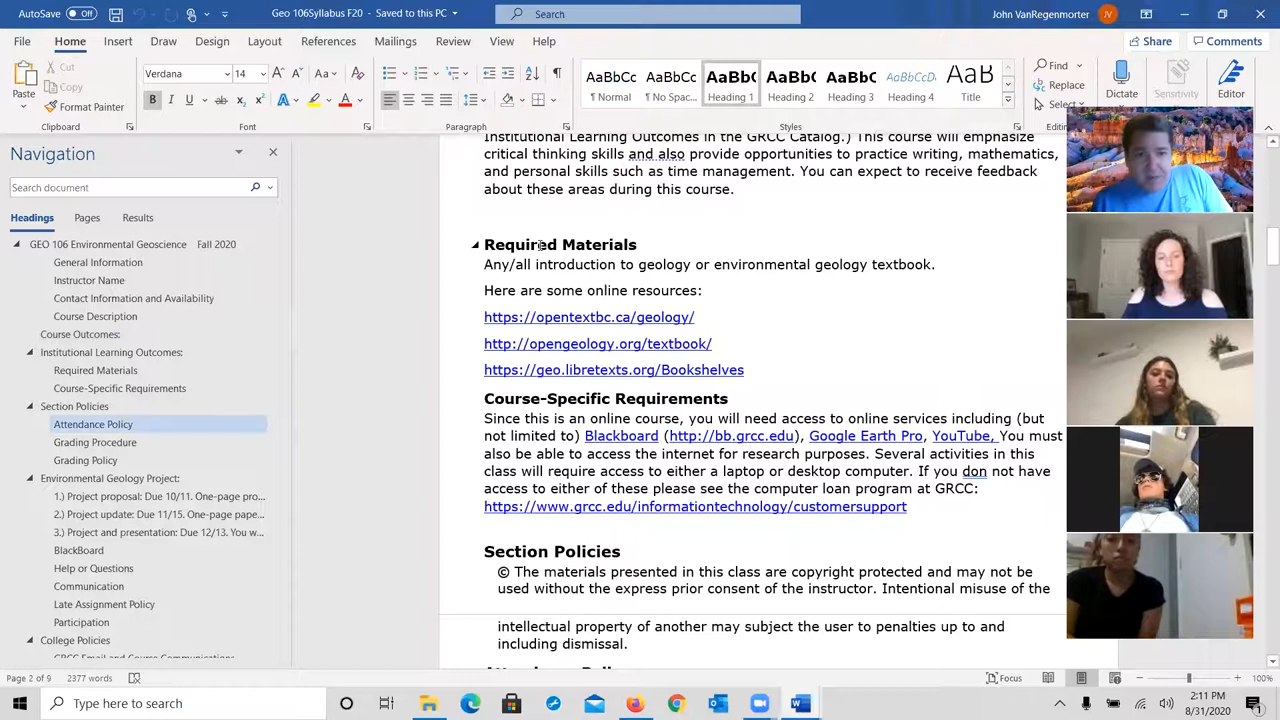 AutoSave Off
Geo 106Syllabus F20 - Saved to this PC
Search
John VanRegenmorter
JV
File Home Insert Draw Design Layout References Mailings Review View Help
Share
Comments
Paste
Cut
Copy
Format Painter
Clipboard
Verdana 14
Font
Paragraph
AaBbCc AaBbCc AaBbC AaBbC AaBbC AaBbCcD AaB
¶ Normal ¶ No Spac... Heading 1 Heading 2 Heading 4 Title
Styles
Find
Replace
Select
Editing
Dictate
Editor
Navigation
Search document
Headings Pages Results
GEO 106 Environmental Geoscience Fall 2020
General Information
Instructor Name
Contact Information and Availability
Course Description
Course Outcomes:
Institutional Learning Outcomes:
Required Materials
Course-Specific Requirements
Section Policies
Attendance Policy
Grading Procedure
Grading Policy
Environmental Geology Project:
1.) Project proposal: Due 10/11. One-page pro...
2.) Project update: Due 11/15. One-page pape...
3.) Project and presentation: Due 12/13. You w...
BlackBoard
Help or Questions
Communication
Late Assignment Policy
Participation
College Policies
GRCC Email and Course Communications
Institutional Learning Outcomes in the GRCC Catalog.) This course will emphasize
critical thinking skills and also provide opportunities to practice writing, mathematics,
and personal skills such as time management. You can expect to receive feedback
about these areas during this course.
Required Materials
Any/all introduction to geology or environmental geology textbook.
Here are some online resources:
https://opentextbc.ca/geology/
http://opengeology.org/textbook/
https://geo.libretexts.org/Bookshelves
Course-Specific Requirements
Since this is an online course, you will need access to online services including (but
not limited to) Blackboard (http://bb.grcc.edu), Google Earth Pro, YouTube, You must
also be able to access the internet for research purposes. Several activities in this
class will require access to either a laptop or desktop computer. If you don not have
access to either of these please see the computer loan program at GRCC:
https://www.grcc.edu/informationtechnology/customersupport
Section Policies
© The materials presented in this class are copyright protected and may not be
used without the express prior consent of the instructor. Intentional misuse of the
intellectual property of another may subject the user to penalties up to and
including dismissal.
Page 2 of 9 2377 words
Focus
100%
Type here to search
2:11 PM
8/31/2020